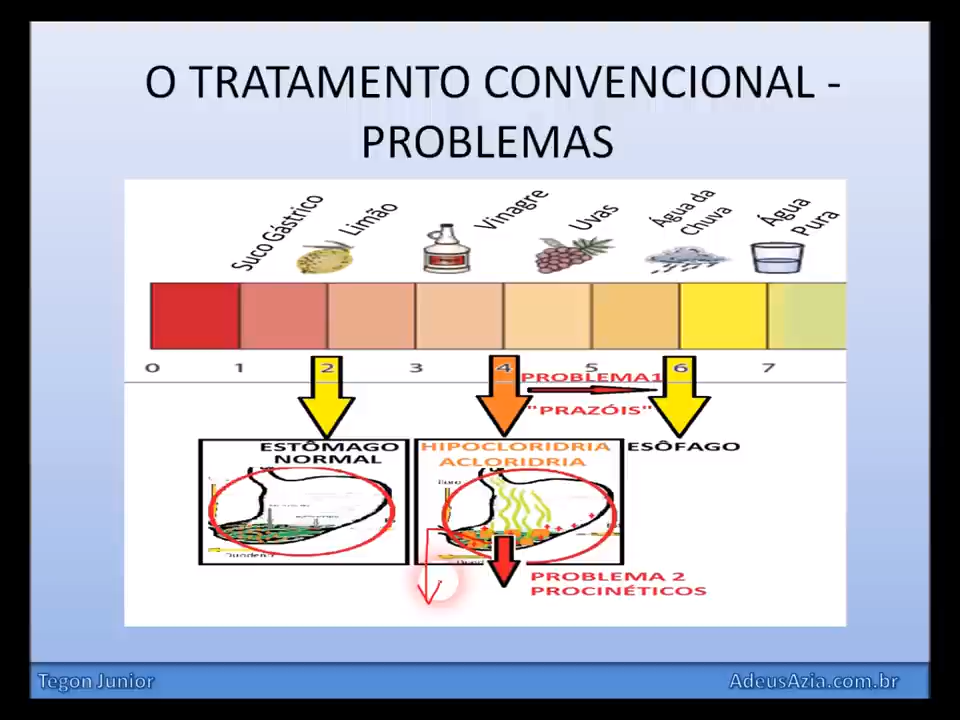 O TRATAMENTO CONVENCIONAL -
PROBLEMAS
Suco Gástrico
Limão
Vinagre
Uvas
Água da
Chuva
Água
Pura
0 1 2 3 4 5 6 7
PROBLEMA1
"PRAZÓIS"
ESTÔMAGO
NORMAL
HIPOCLORIDRIA
ACLORIDRIA
ESÔFAGO
PROBLEMA 2
PROCINÉTICOS
Tegon Junior
AdeusAzia.com.br